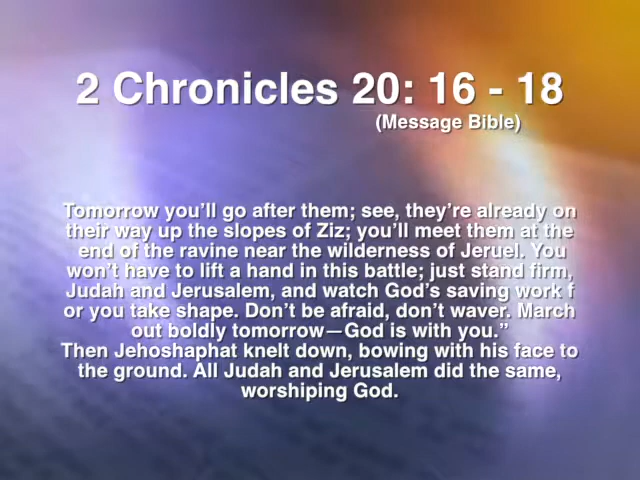 2 Chronicles 20: 16 - 18
(Message Bible)
Tomorrow you’ll go after them; see, they’re already on
their way up the slopes of Ziz; you’ll meet them at the
end of the ravine near the wilderness of Jeruel. You
won’t have to lift a hand in this battle; just stand firm,
Judah and Jerusalem, and watch God’s saving work f
or you take shape. Don’t be afraid, don’t waver. March
out boldly tomorrow—God is with you.”
Then Jehoshaphat knelt down, bowing with his face to
the ground. All Judah and Jerusalem did the same,
worshiping God.